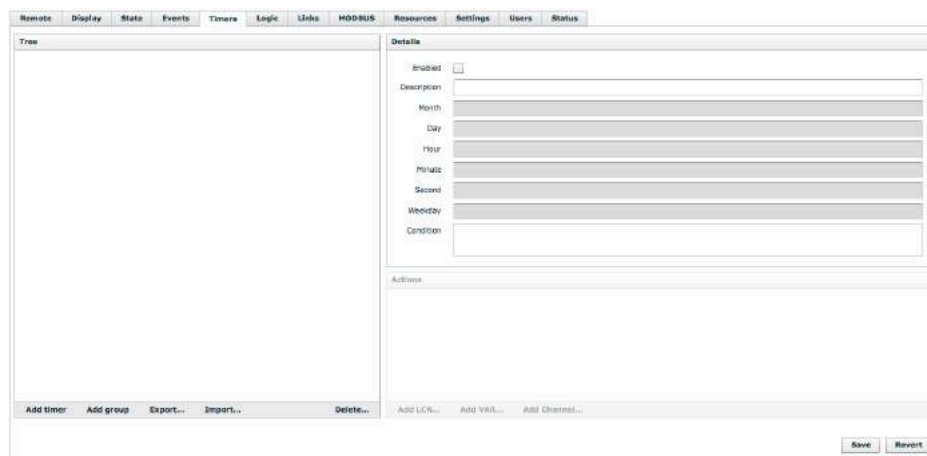 Remote Display State Events Timers Logic Links MODBUS Resources Settings Users Status
Tree
Details
Enabled
Description
Month
Day
Hour
Minute
Second
Weekday
Condition
Actions
Add timer Add group Export... Import... Delete...
Add LCN... Add VAR... Add Channel...
Save Revert